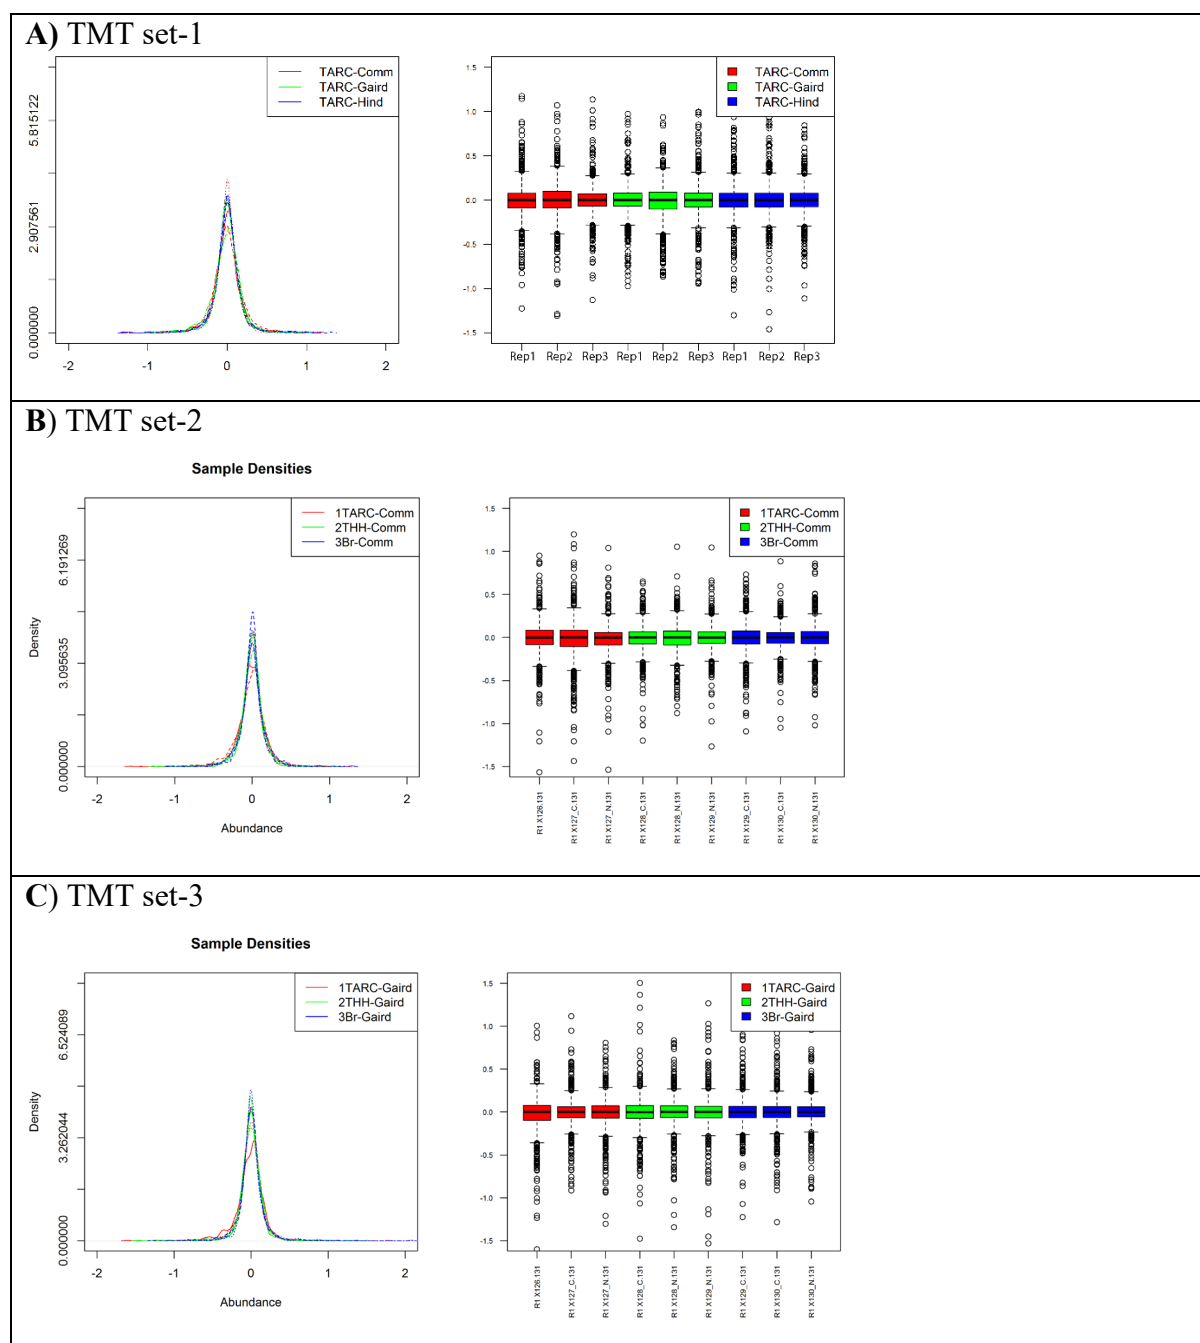 A) TMT set-1
5.815122
2.907561
0.000000
-2
-1
0
1
2
TARC-Comm
TARC-Gaird
TARC-Hind
1.5
1.0
0.5
0.0
-0.5
-1.0
-1.5
TARC-Comm
TARC-Gaird
TARC-Hind
Rep1
Rep2
Rep3
Rep1
Rep2
Rep3
Rep1
Rep2
Rep3
B) TMT set-2
Sample Densities
Density
6.191269
3.095635
0.000000
-2
-1
0
1
2
Abundance
1TARC-Comm
2THH-Comm
3Br-Comm
1.5
1.0
0.5
0.0
-0.5
-1.0
-1.5
1TARC-Comm
2THH-Comm
3Br-Comm
R1 X126.131
R1 X127_C.131
R1 X127_N.131
R1 X128_C.131
R1 X128_N.131
R1 X129_N.131
R1 X129_C.131
R1 X130_C.131
R1 X130_N.131
C) TMT set-3
Sample Densities
Density
6.524089
3.262044
0.000000
-2
-1
0
1
2
Abundance
1TARC-Gaird
2THH-Gaird
3Br-Gaird
1.5
1.0
0.5
0.0
-0.5
-1.0
-1.5
1TARC-Gaird
2THH-Gaird
3Br-Gaird
R1 X126.131
R1 X127_C.131
R1 X127_N.131
R1 X128_C.131
R1 X128_N.131
R1 X129_N.131
R1 X129_C.131
R1 X130_C.131
R1 X130_N.131